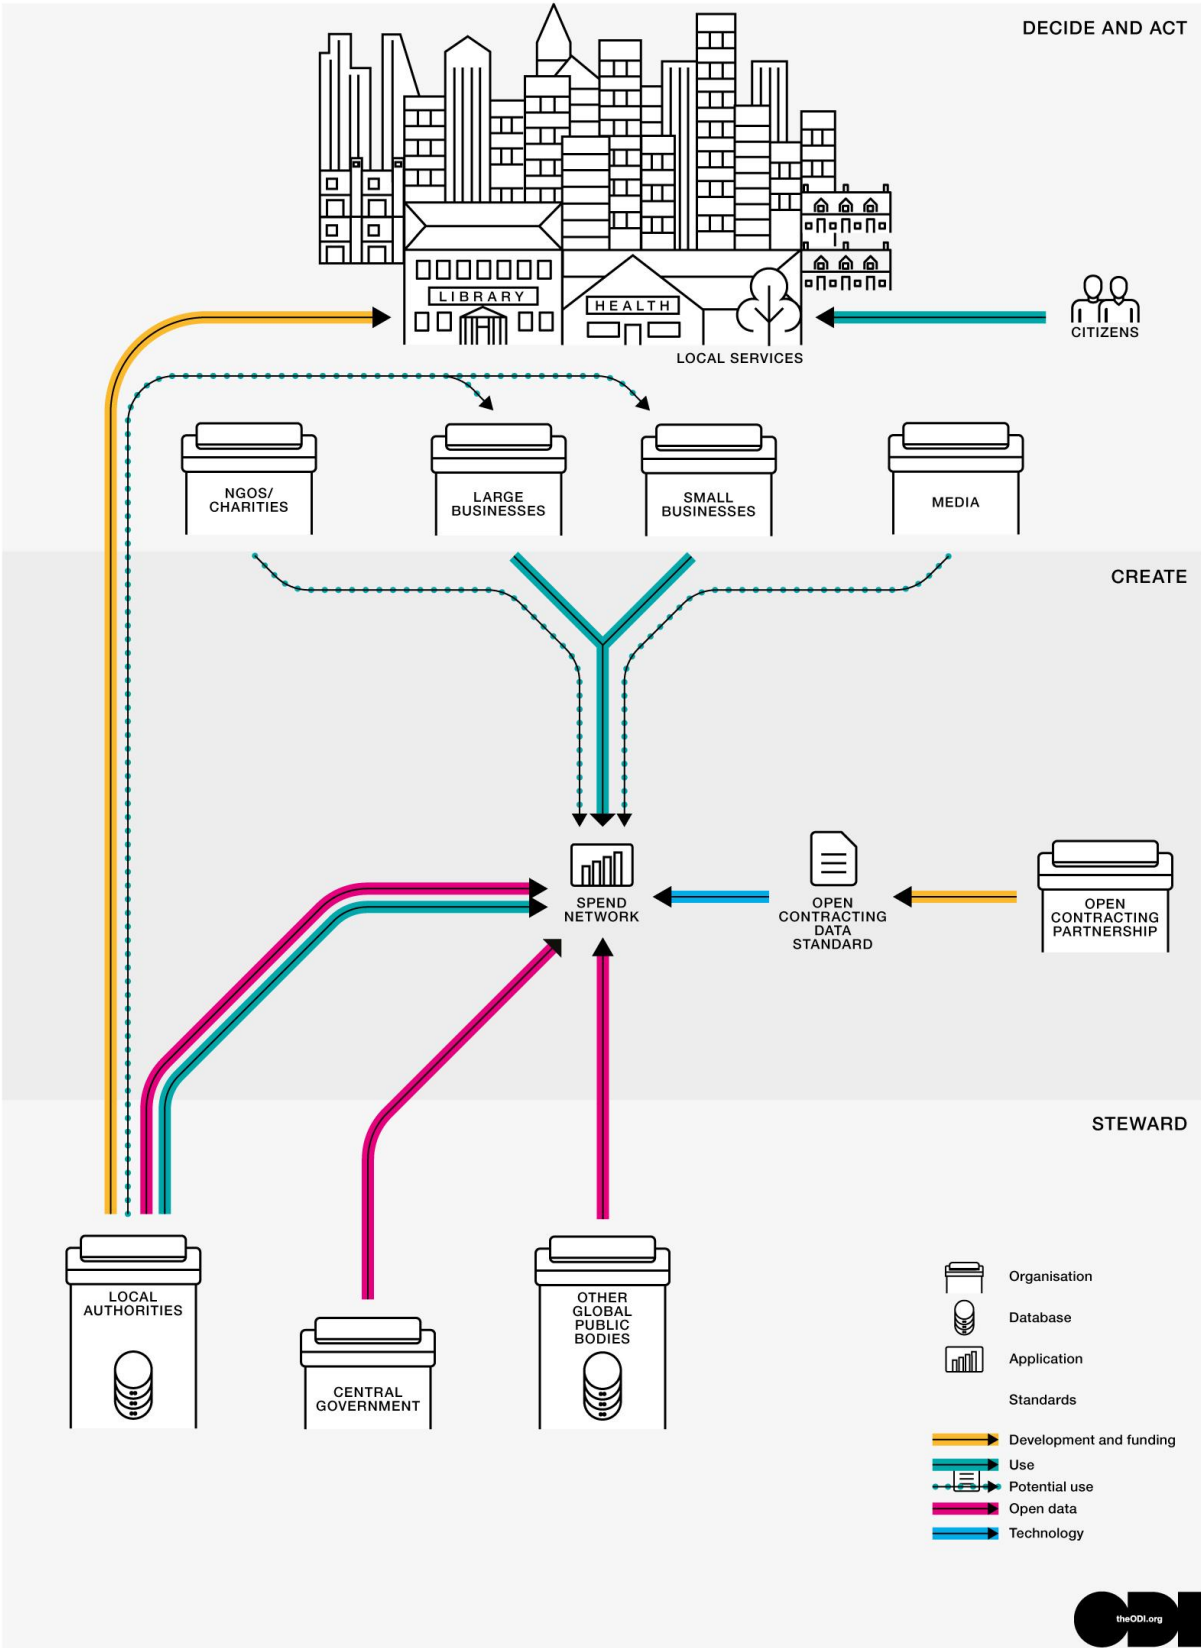 DECIDE AND ACT
LIBRARY
HEALTH
LOCAL SERVICES
CITIZENS
NGOS/
CHARITIES
LARGE
BUSINESSES
SMALL
BUSINESSES
MEDIA
CREATE
SPEND
NETWORK
OPEN
CONTRACTING
DATA
STANDARD
OPEN
CONTRACTING
PARTNERSHIP
STEWARD
LOCAL
AUTHORITIES
CENTRAL
GOVERNMENT
OTHER
GLOBAL
PUBLIC
BODIES
Organisation
Database
Application
Standards
Development and funding
Use
Potential use
Open data
Technology
ODI
theODI.org